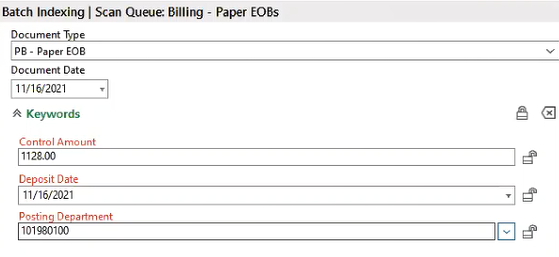 Batch Indexing | Scan Queue: Billing - Paper EOBs
Document Type
PB - Paper EOB
Document Date
11/16/2021
Keywords
Control Amount
1128.00
Deposit Date
11/16/2021
Posting Department
101980100